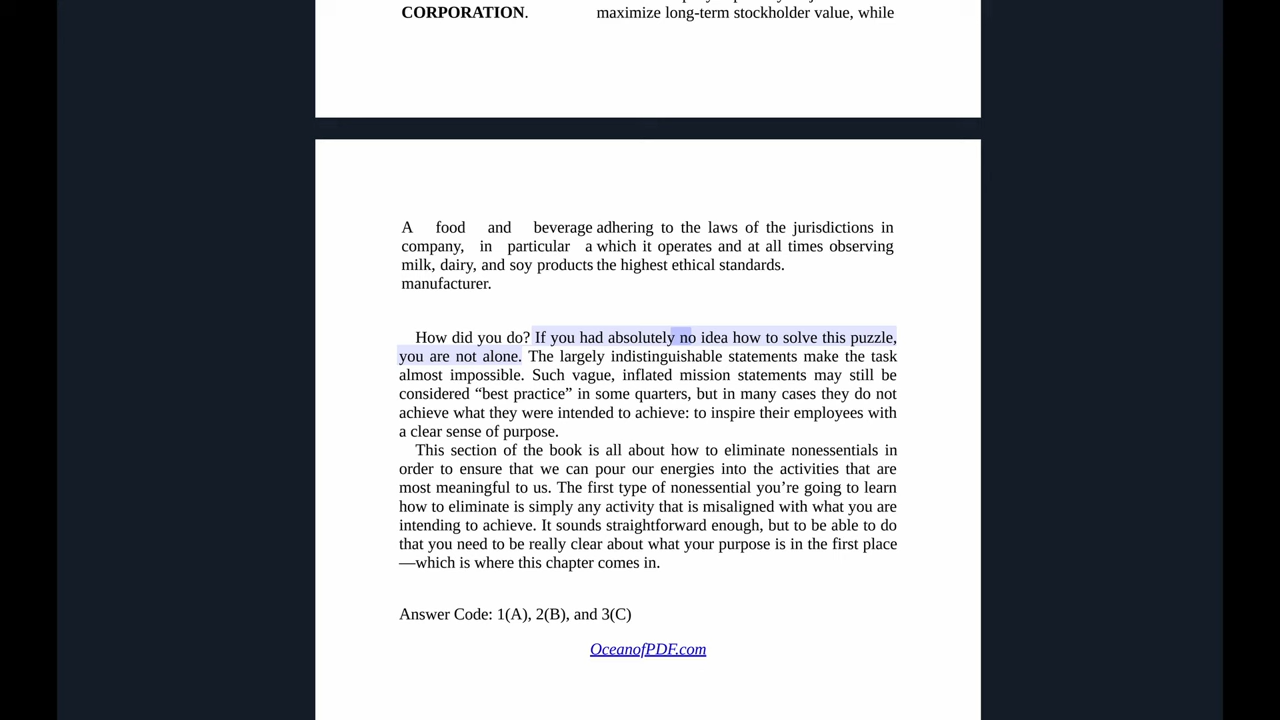 CORPORATION.
maximize long-term stockholder value, while
A food and beverage
company, in particular a
milk, dairy, and soy products
manufacturer.
adhering to the laws of the jurisdictions in
which it operates and at all times observing
the highest ethical standards.
How did you do? If you had absolutely no idea how to solve this puzzle,
you are not alone. The largely indistinguishable statements make the task
almost impossible. Such vague, inflated mission statements may still be
considered “best practice” in some quarters, but in many cases they do not
achieve what they were intended to achieve: to inspire their employees with
a clear sense of purpose.
This section of the book is all about how to eliminate nonessentials in
order to ensure that we can pour our energies into the activities that are
most meaningful to us. The first type of nonessential you’re going to learn
how to eliminate is simply any activity that is misaligned with what you are
intending to achieve. It sounds straightforward enough, but to be able to do
that you need to be really clear about what your purpose is in the first place
—which is where this chapter comes in.
Answer Code: 1(A), 2(B), and 3(C)
OceanofPDF.com